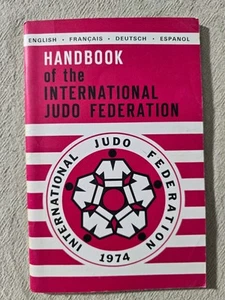 ENGLISH • FRANÇAIS • DEUTSCH • ESPAÑOL
HANDBOOK
of the
INTERNATIONAL
JUDO FEDERATION
INTERNATIONAL JUDO FEDERATION
1974